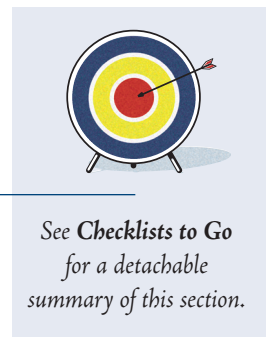 See Checklists to Go
for a detachable
summary of this section.